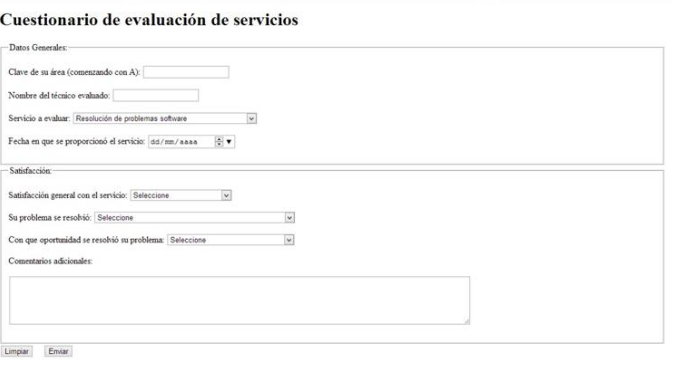 Cuestionario de evaluación de servicios
Datos Generales:
Clave de su área (comenzando con A):
Nombre del técnico evaluado:
Servicio a evaluar: Resolución de problemas software
Fecha en que se proporcionó el servicio: dd/mm/aaaa
Satisfacción:
Satisfacción general con el servicio: Seleccione
Su problema se resolvió: Seleccione
Con que oportunidad se resolvió su problema: Seleccione
Comentarios adicionales:
Limpiar Enviar